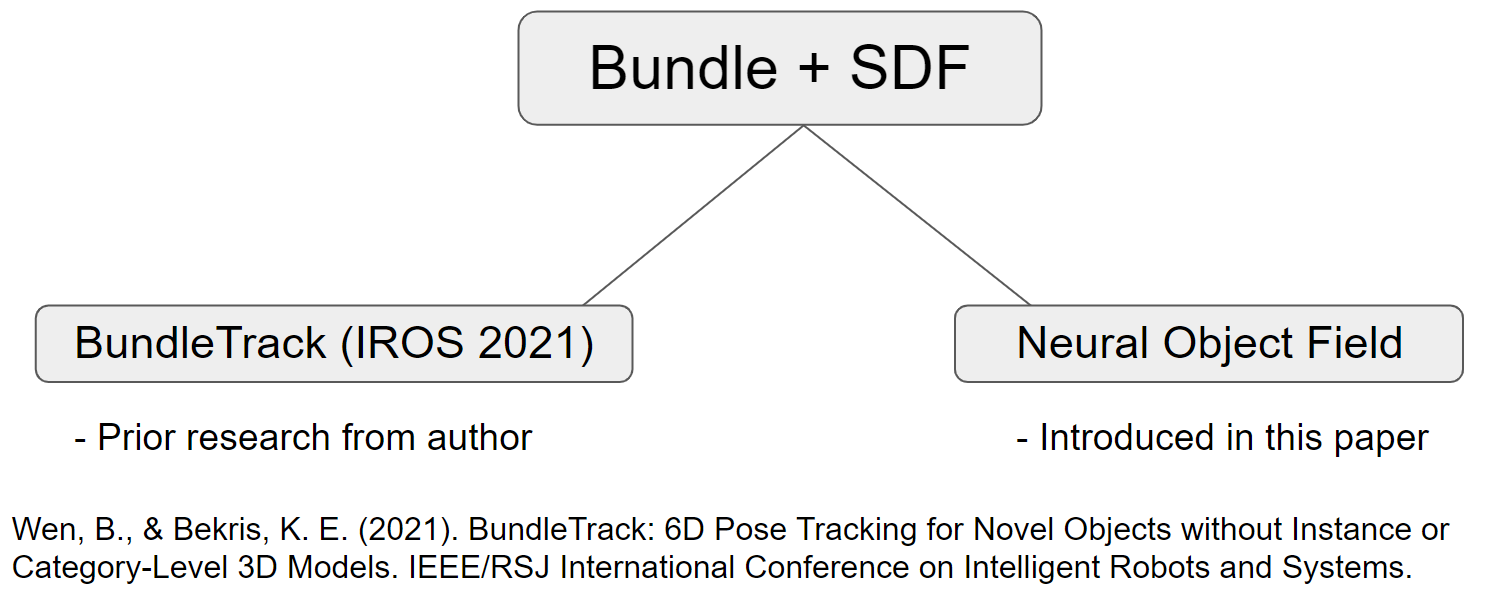 Bundle + SDF
BundleTrack (IROS 2021)
Neural Object Field
- Prior research from author
- Introduced in this paper
Wen, B., & Bekris, K. E. (2021). BundleTrack: 6D Pose Tracking for Novel Objects without Instance or
Category-Level 3D Models. IEEE/RSJ International Conference on Intelligent Robots and Systems.